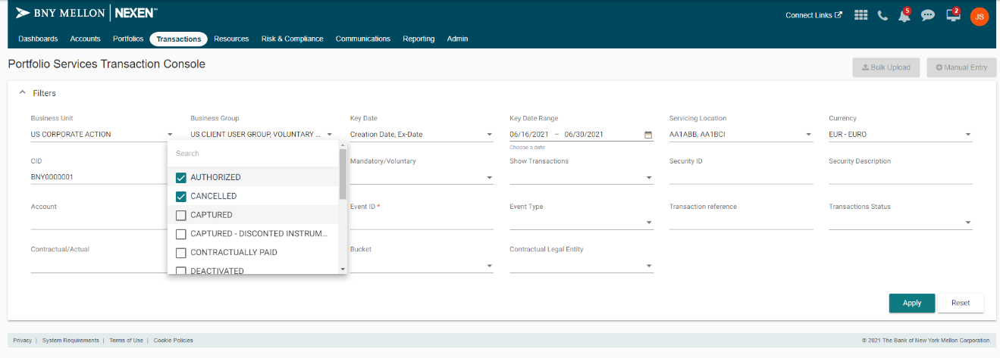 BNY MELLON | NEXEN™
Connect Links
5
2
JS
Dashboards Accounts Portfolios Transactions Resources Risk & Compliance Communications Reporting Admin
Portfolio Services Transaction Console
Bulk Upload
Manual Entry
Filters
Business Unit Business Group Key Date Key Date Range Servicing Location Currency
US CORPORATE ACTION US CLIENT USER GROUP, VOLUNTARY ... Creation Date, Ex-Date 06/16/2021 – 06/30/2021 AA1ABB, AA1BCI EUR - EURO
Choose a date
CID Mandatory/Voluntary Show Transactions Security ID Security Description
BNY0000001
Search
AUTHORIZED
CANCELLED
CAPTURED
CAPTURED - DISCONTED INSTRUM...
CONTRACTUALLY PAID
DEACTIVATED
Account Event ID * Event Type Transaction reference Transactions Status
Contractual/Actual Bucket Contractual Legal Entity
Apply Reset
Privacy | System Requirements | Terms of Use | Cookie Policies
© 2021 The Bank of New York Mellon Corporation.